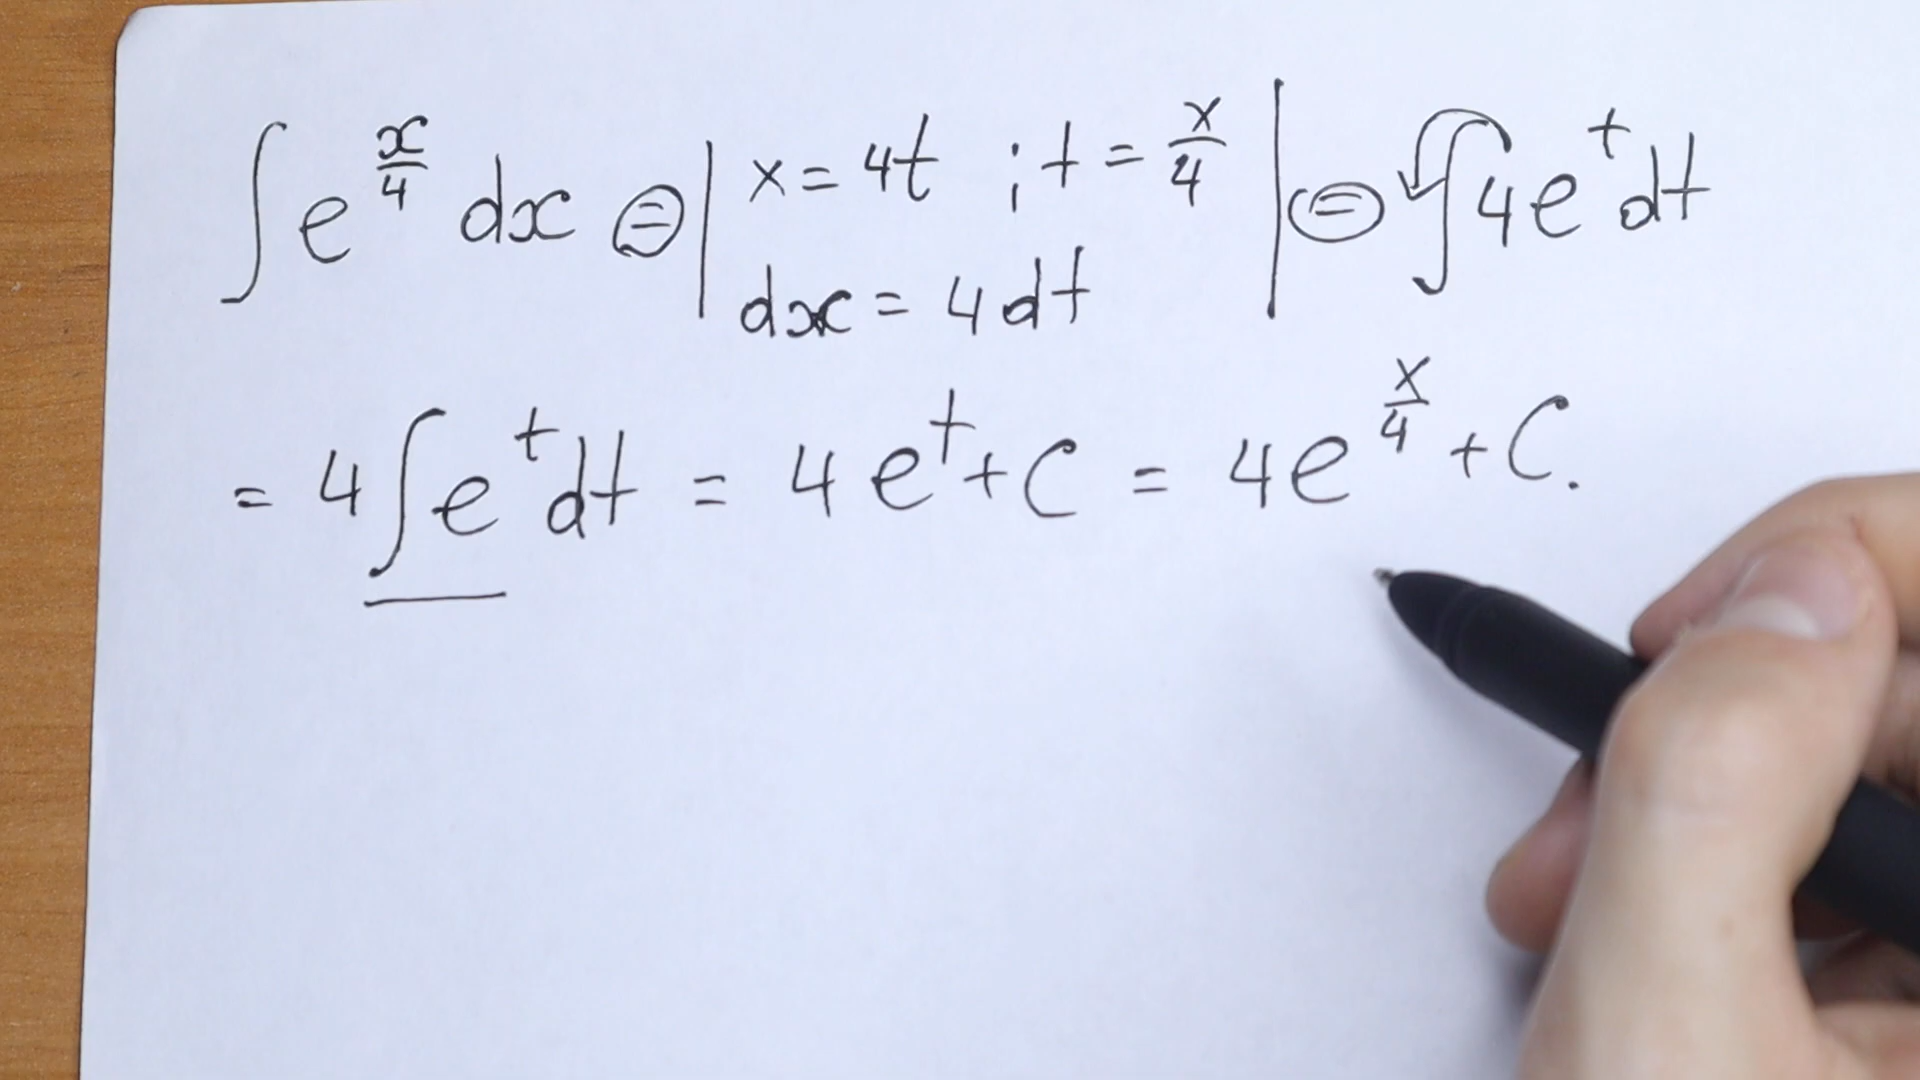 ∫ e^(x/4) dx ⊜ | x = 4t ; t = x/4 | ⊜ ∫ 4e^t dt
dx = 4dt
= 4∫e^t dt = 4e^t + C = 4e^(x/4) + C.